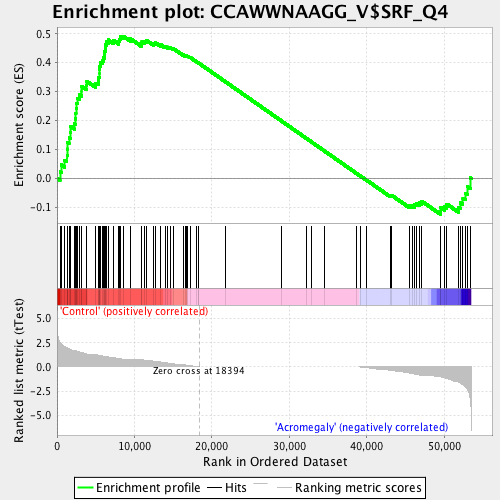 Enrichment plot: CCAWWNAAGG_V$SRF_Q4
Enrichment score (ES)
0.5
0.4
0.3
0.2
0.1
0.0
-0.1
Ranked list metric (tTest)
'Control' (positively correlated)
5.0
2.5
0.0
-2.5
-5.0
Zero cross at 18394
'Acromegaly' (negatively correlated)
0 10,000 20,000 30,000 40,000 50,000
Rank in Ordered Dataset
Enrichment profile Hits Ranking metric scores